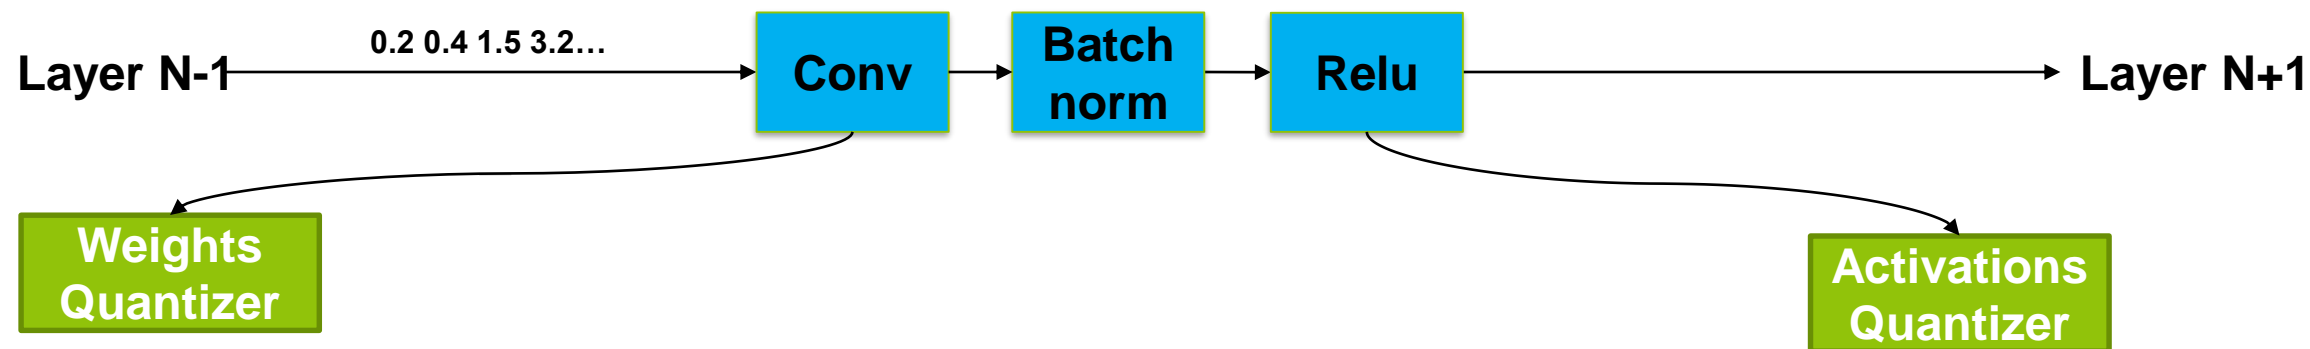 0.2 0.4 1.5 3.2…
Layer N-1
Conv
Batch
norm
Relu
Layer N+1
Weights
Quantizer
Activations
Quantizer